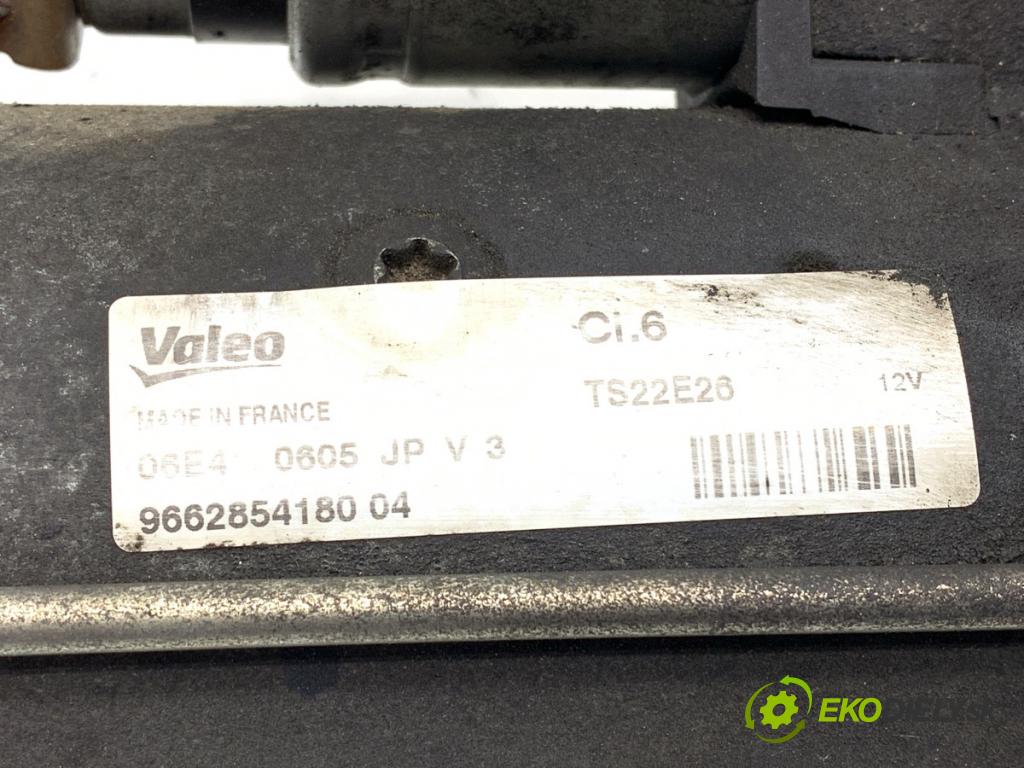 Valeo
Ci.6
MADE IN FRANCE
TS22E26 12V
06E4 0605 JP V 3
9662854180 04
EKO